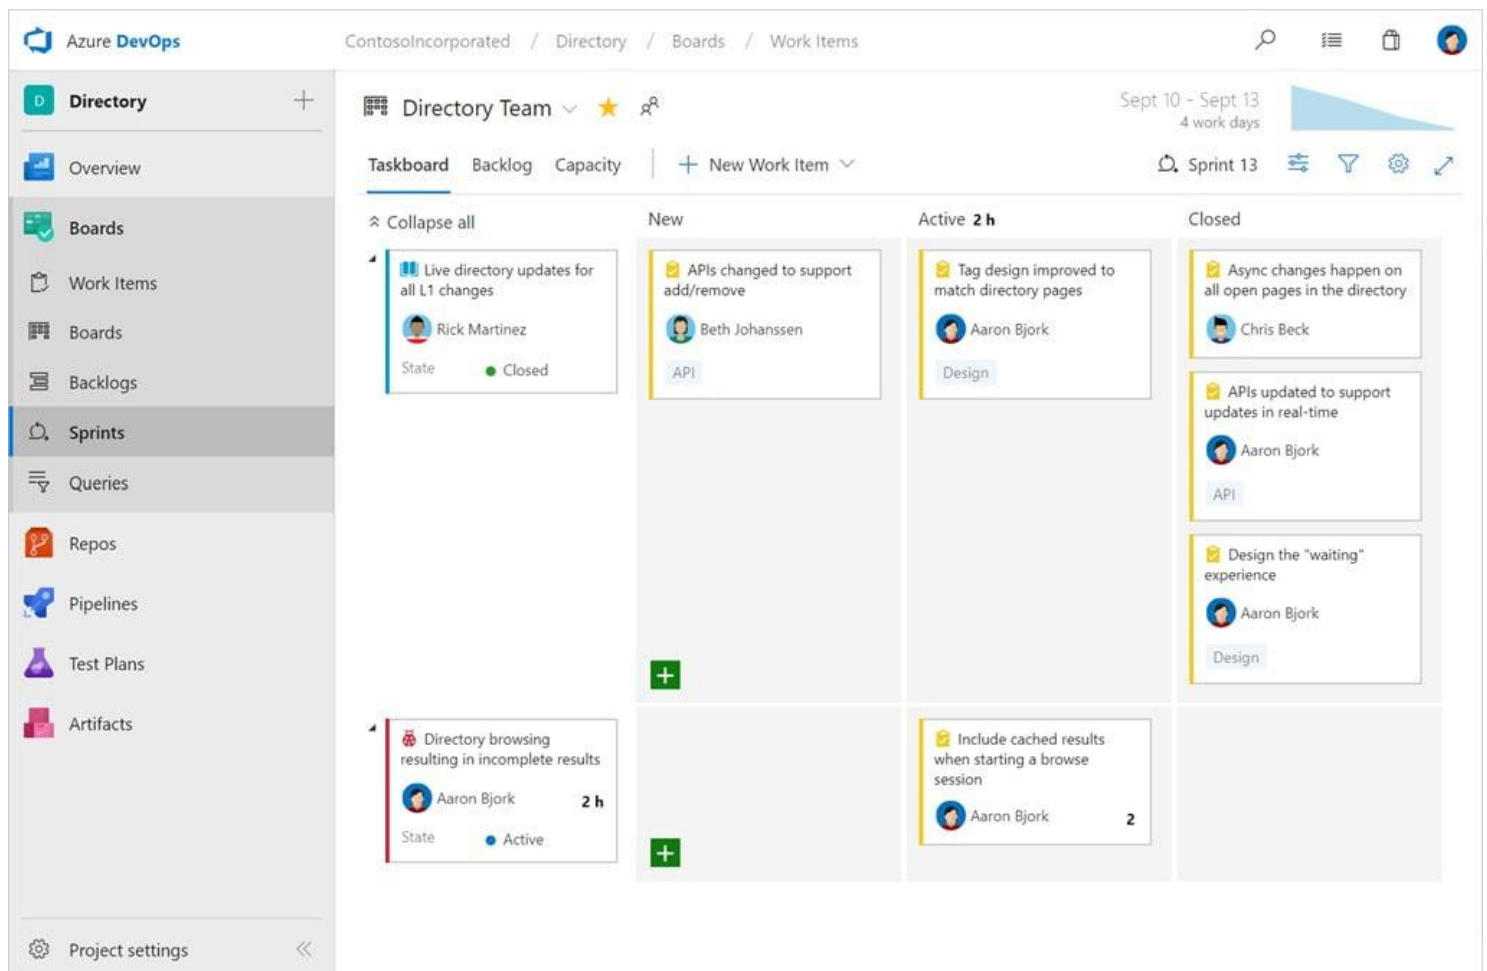 Azure DevOps
ContosoIncorporated / Directory / Boards / Work Items
D
Directory
Overview
Boards
Work Items
Boards
Backlogs
Sprints
Queries
Repos
Pipelines
Test Plans
Artifacts
Project settings
Directory Team
Sept 10 - Sept 13
4 work days
Taskboard Backlog Capacity
New Work Item
Sprint 13
Collapse all
New
Active 2 h
Closed
Live directory updates for
all L1 changes
Rick Martinez
State Closed
APIs changed to support
add/remove
Beth Johanssen
API
Tag design improved to
match directory pages
Aaron Bjork
Design
Async changes happen on
all open pages in the directory
Chris Beck
APIs updated to support
updates in real-time
Aaron Bjork
API
Design the "waiting"
experience
Aaron Bjork
Design
Directory browsing
resulting in incomplete results
Aaron Bjork 2 h
State Active
Include cached results
when starting a browse
session
Aaron Bjork 2